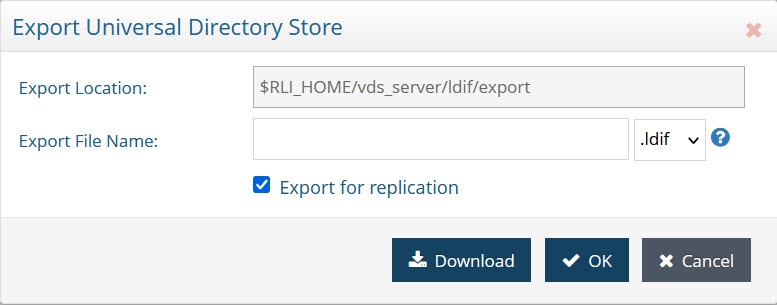 Export Universal Directory Store
Export Location: $RLI_HOME/vds_server/ldif/export
Export File Name: .ldif
Export for replication
Download OK Cancel